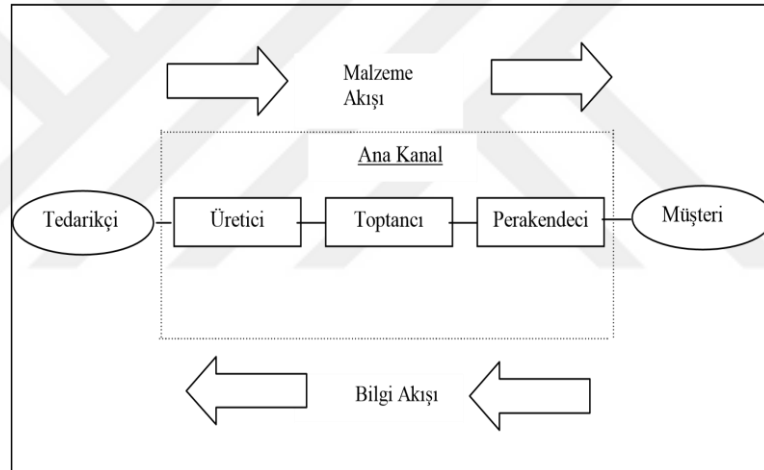 Malzeme
Akışı
Ana Kanal
Tedarikçi
Üretici
Toptancı
Perakendeci
Müşteri
Bilgi Akışı